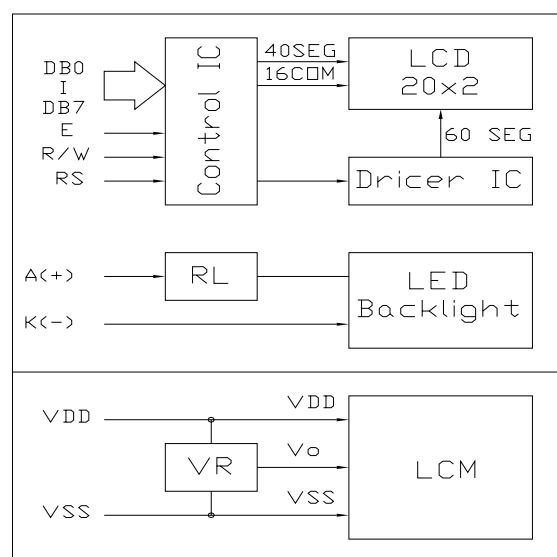 DB0
I
DB7
E
R/W
RS
Control IC
40SEG
16COM
LCD
20x2
60 SEG
Dricer IC
A(+)
RL
LED
Backlight
K(-)
VDD
VDD
VR
Vo
LCM
VSS
VSS